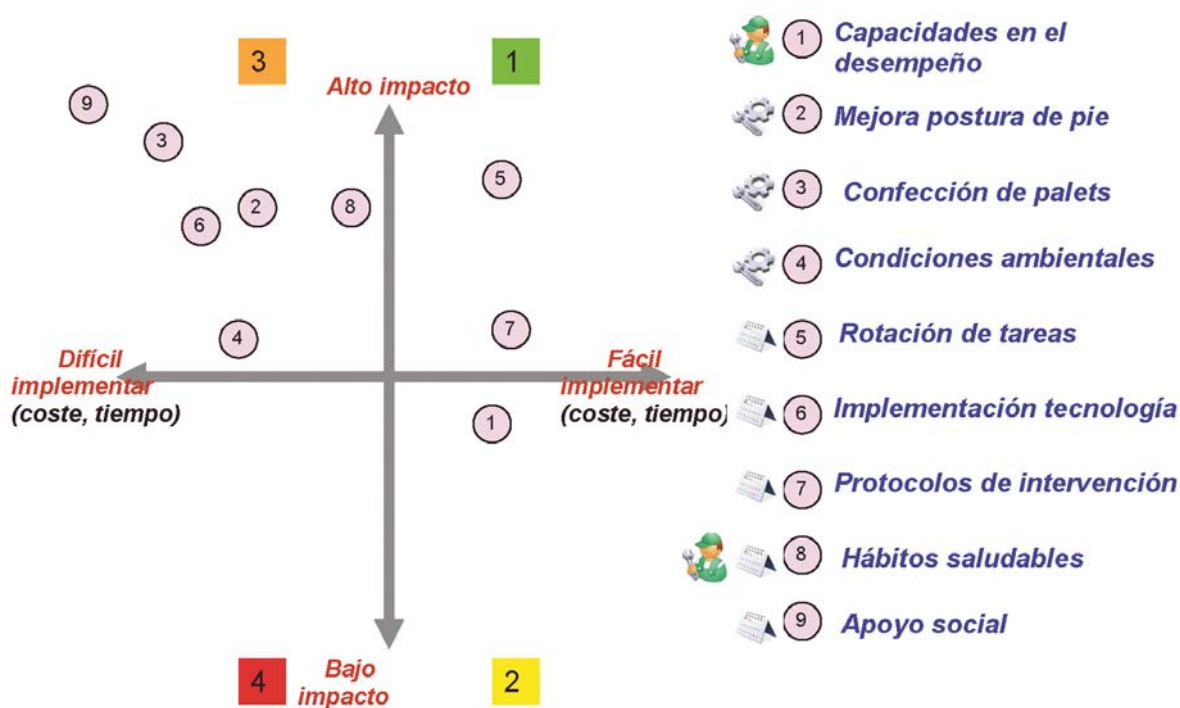 3
1
Alto impacto
9
3
5
2
8
6
7
4
Difícil
implementar
(coste, tiempo)
Fácil
implementar
(coste, tiempo)
1
4
Bajo
impacto
2
1 Capacidades en el
desempeño
2 Mejora postura de pie
3 Confección de palets
4 Condiciones ambientales
5 Rotación de tareas
6 Implementación tecnología
7 Protocolos de intervención
8 Hábitos saludables
9 Apoyo social